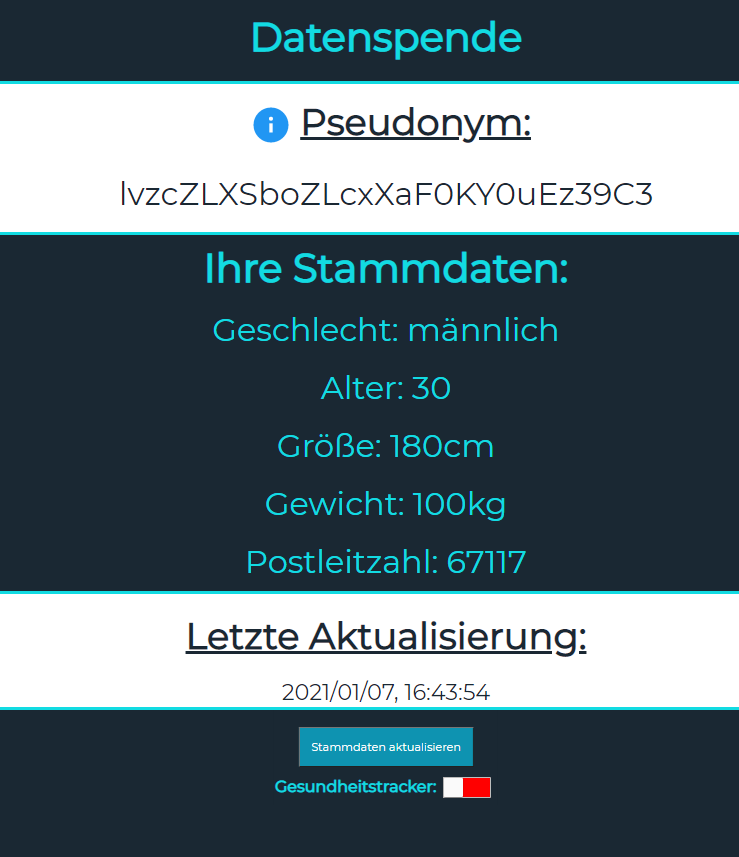 Datenspende
Pseudonym:
lvzcZLXSboZLcxXaF0KY0uEz39C3
Ihre Stammdaten:
Geschlecht: männlich
Alter: 30
Größe: 180cm
Gewicht: 100kg
Postleitzahl: 67117
Letzte Aktualisierung:
2021/01/07, 16:43:54
Stammdaten aktualisieren
Gesundheitstracker: